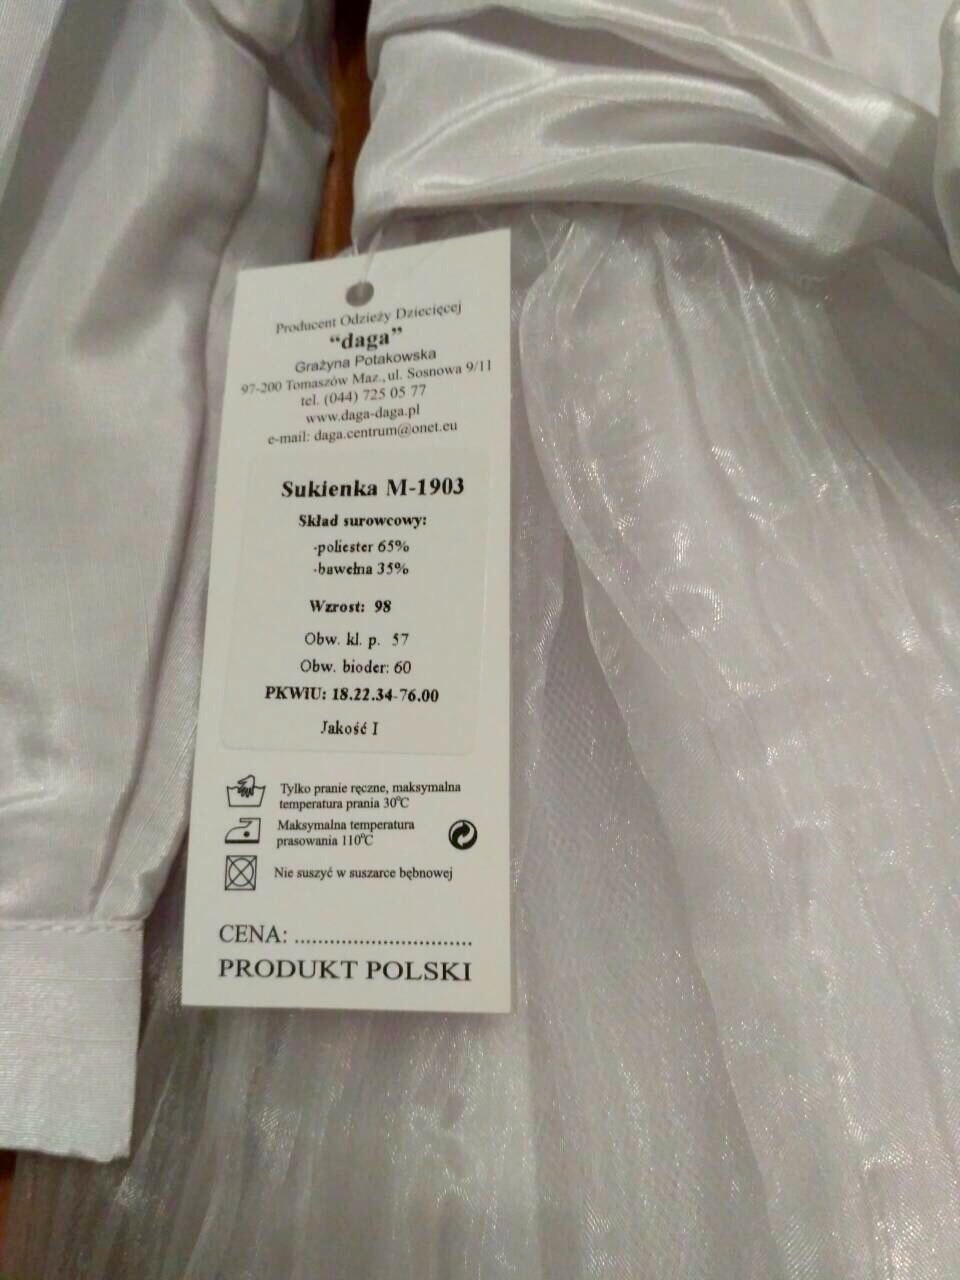 Producent Odzieży Dziecięcej
“daga”
Grażyna Potakowska
97-200 Tomaszów Maz., ul. Sosnowa 9/11
tel. (044) 725 05 77
www.daga-daga.pl
e-mail: daga.centrum@onet.eu
Sukienka M-1903
Skład surowcowy:
-poliester 65%
-bawełna 35%
Wzrost: 98
Obw. kl. p. 57
Obw. bioder: 60
PKWiU: 18.22.34-76.00
Jakość I
Tylko pranie ręczne, maksymalna
temperatura prania 30°C
Maksymalna temperatura
prasowania 110°C
Nie suszyć w suszarce bębnowej
CENA: ..............................
PRODUKT POLSKI